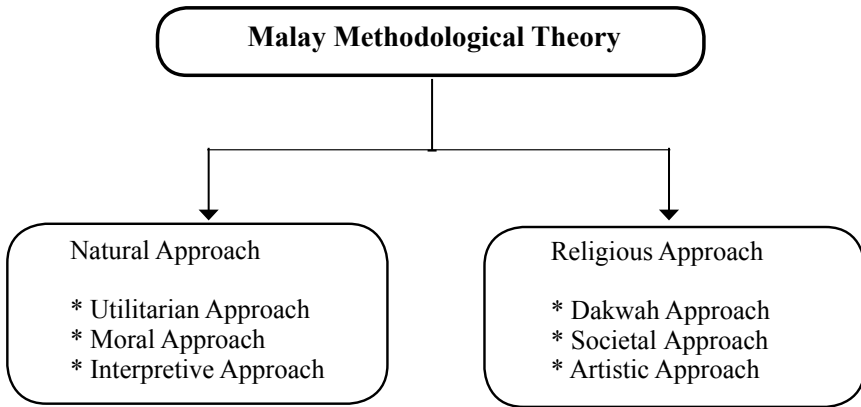 Malay Methodological Theory
Natural Approach
* Utilitarian Approach
* Moral Approach
* Interpretive Approach
Religious Approach
* Dakwah Approach
* Societal Approach
* Artistic Approach